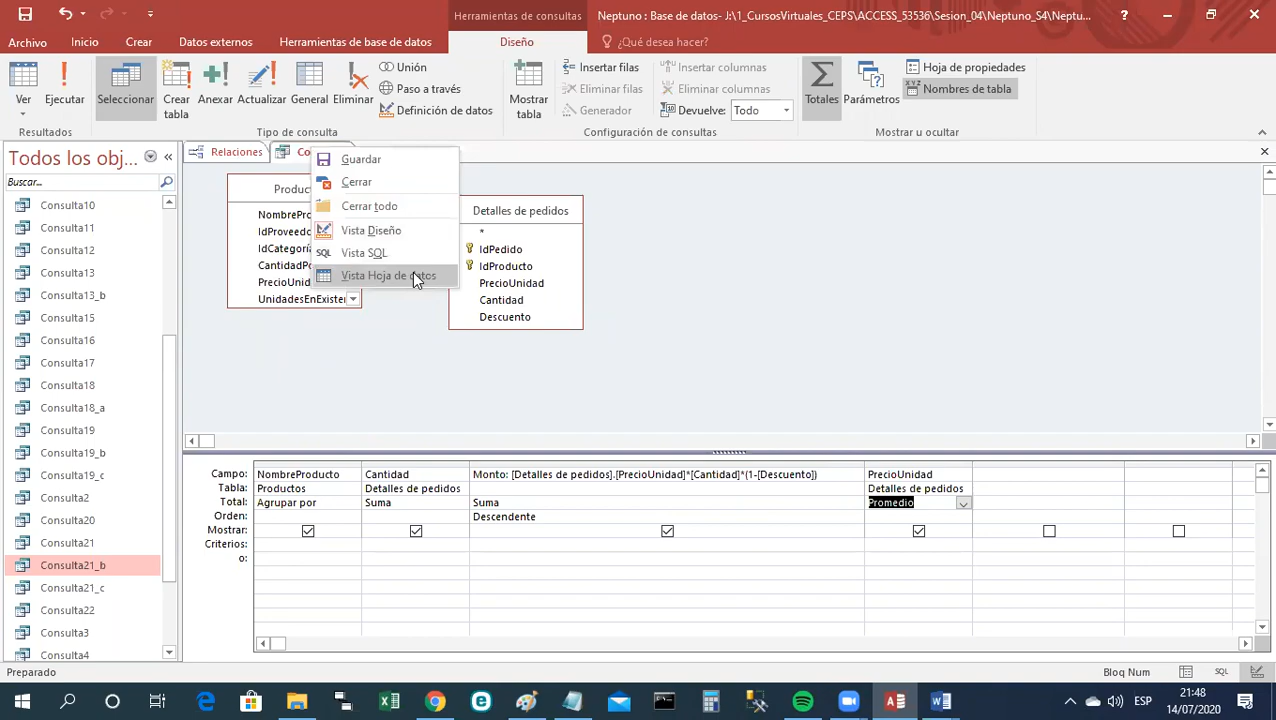 Herramientas de consultas
Neptuno : Base de datos- J:\1_CursosVirtuales_CEPS\ACCESS_53536\Sesion_04\Neptuno_S4\Neptu...
Archivo
Inicio
Crear
Datos externos
Herramientas de base de datos
Diseño
¿Qué desea hacer?
Ver
Ejecutar
Seleccionar
Crear tabla
Anexar
Actualizar
General
Eliminar
Unión
Paso a través
Definición de datos
Mostrar tabla
Insertar filas
Eliminar filas
Generador
Insertar columnas
Eliminar columnas
Devuelve: Todo
Totales
Parámetros
Hoja de propiedades
Nombres de tabla
Resultados
Tipo de consulta
Configuración de consultas
Mostrar u ocultar
Todos los obj...
Buscar...
Consulta10
Consulta11
Consulta12
Consulta13
Consulta13_b
Consulta15
Consulta16
Consulta17
Consulta18
Consulta18_a
Consulta19
Consulta19_b
Consulta19_c
Consulta2
Consulta20
Consulta21
Consulta21_b
Consulta21_c
Consulta22
Consulta3
Consulta4
Relaciones
Guardar
Cerrar
Cerrar todo
Vista Diseño
SQL Vista SQL
Vista Hoja de datos
Detalles de pedidos
*
IdPedido
IdProducto
PrecioUnidad
Cantidad
Descuento
Campo: NombreProducto Cantidad Monto: [Detalles de pedidos].[PrecioUnidad]*[Cantidad]*(1-[Descuento]) PrecioUnidad
Tabla: Productos Detalles de pedidos Detalles de pedidos
Total: Agrupar por Suma Suma Promedio
Orden: Descendente
Mostrar:
Criterios:
o:
Preparado
Bloq Num
SQL
ESP
21:48
14/07/2020